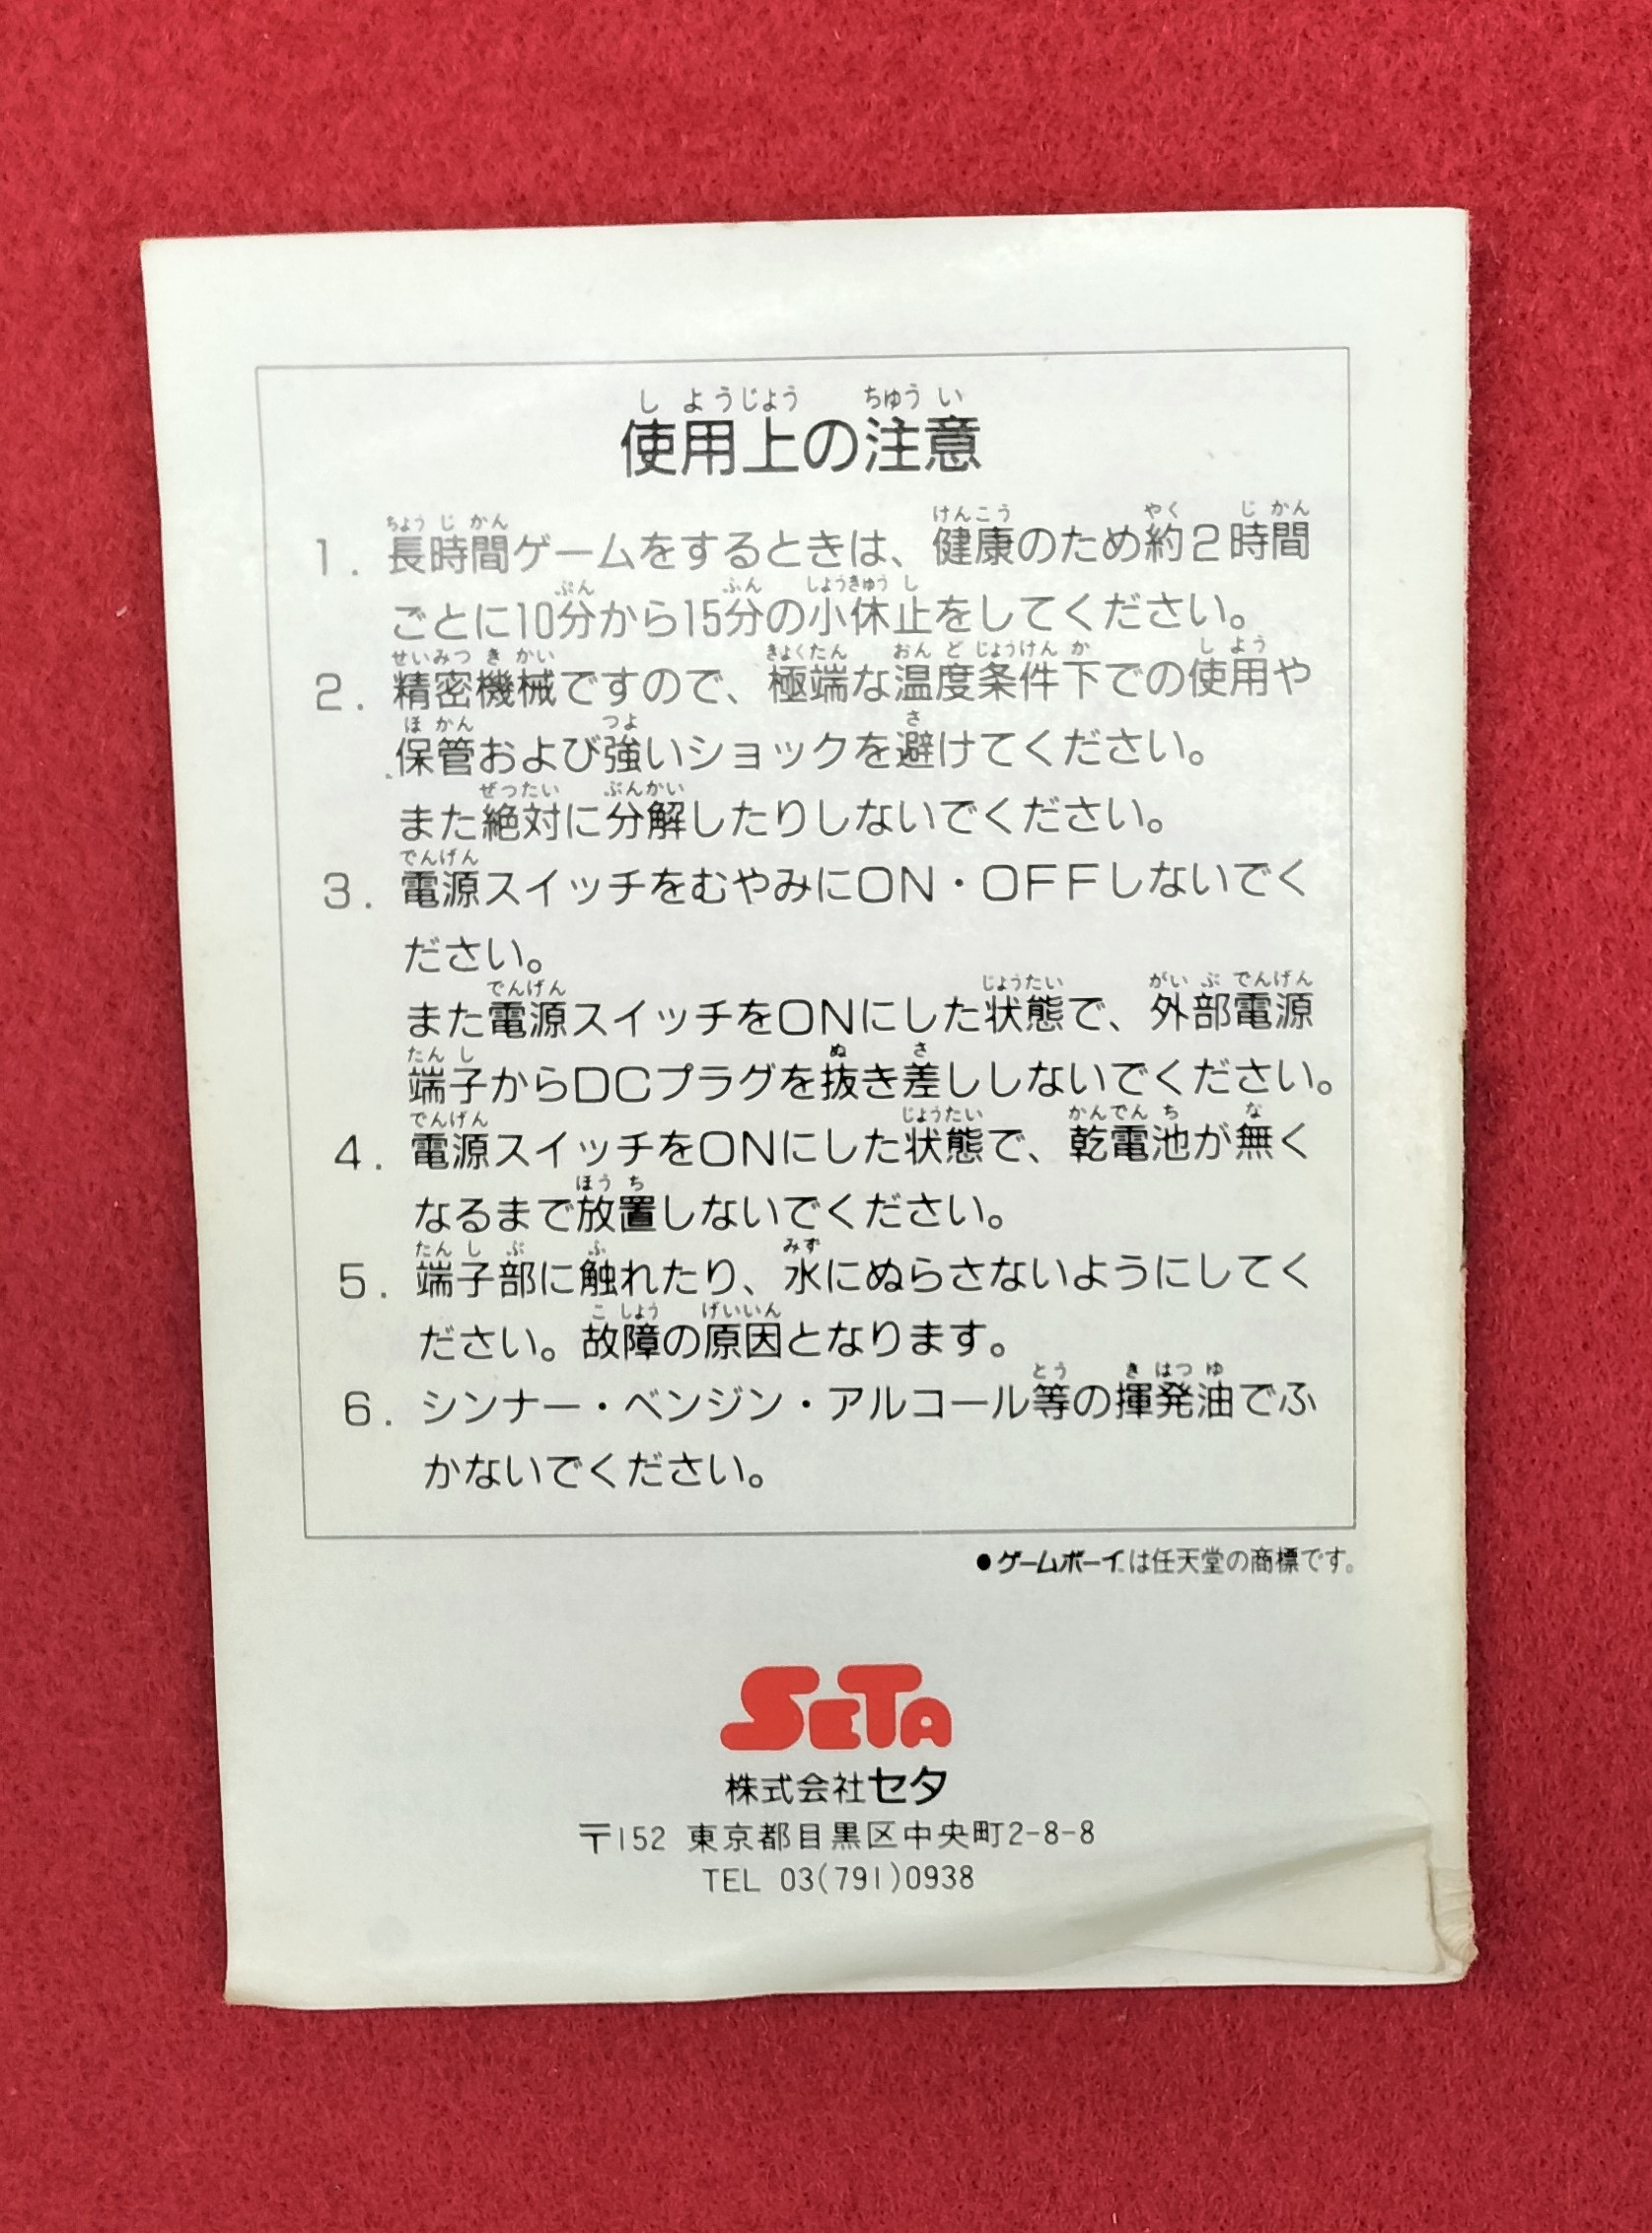 使用上の注意
1. 長時間ゲームをするときは、健康のため約2時間
ごとに10分から15分の小休止をしてください。
2. 精密機械ですので、極端な温度条件下での使用や
保管および強いショックを避けてください。
また絶対に分解したりしないでください。
3. 電源スイッチをむやみにON・OFFしないでく
ださい。
また電源スイッチをONにした状態で、外部電源
端子からDCプラグを抜き差ししないでください。
4. 電源スイッチをONにした状態で、乾電池が無く
なるまで放置しないでください。
5. 端子部に触れたり、水にぬらさないようにしてく
ださい。故障の原因となります。
6. シンナー・ベンジン・アルコール等の揮発油でふ
かないでください。
●ゲームボーイは任天堂の商標です。
SETA
株式会社セタ
〒152 東京都目黒区中央町2-8-8
TEL 03(791)0938